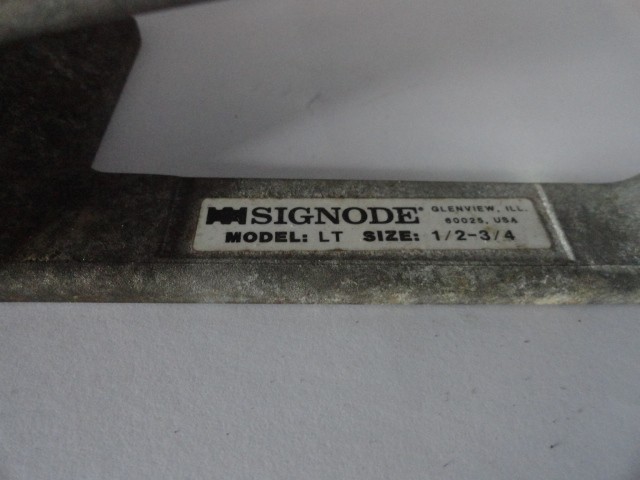 SIGNODE® GLENVIEW, ILL.
60025, USA
MODEL: LT SIZE: 1/2-3/4